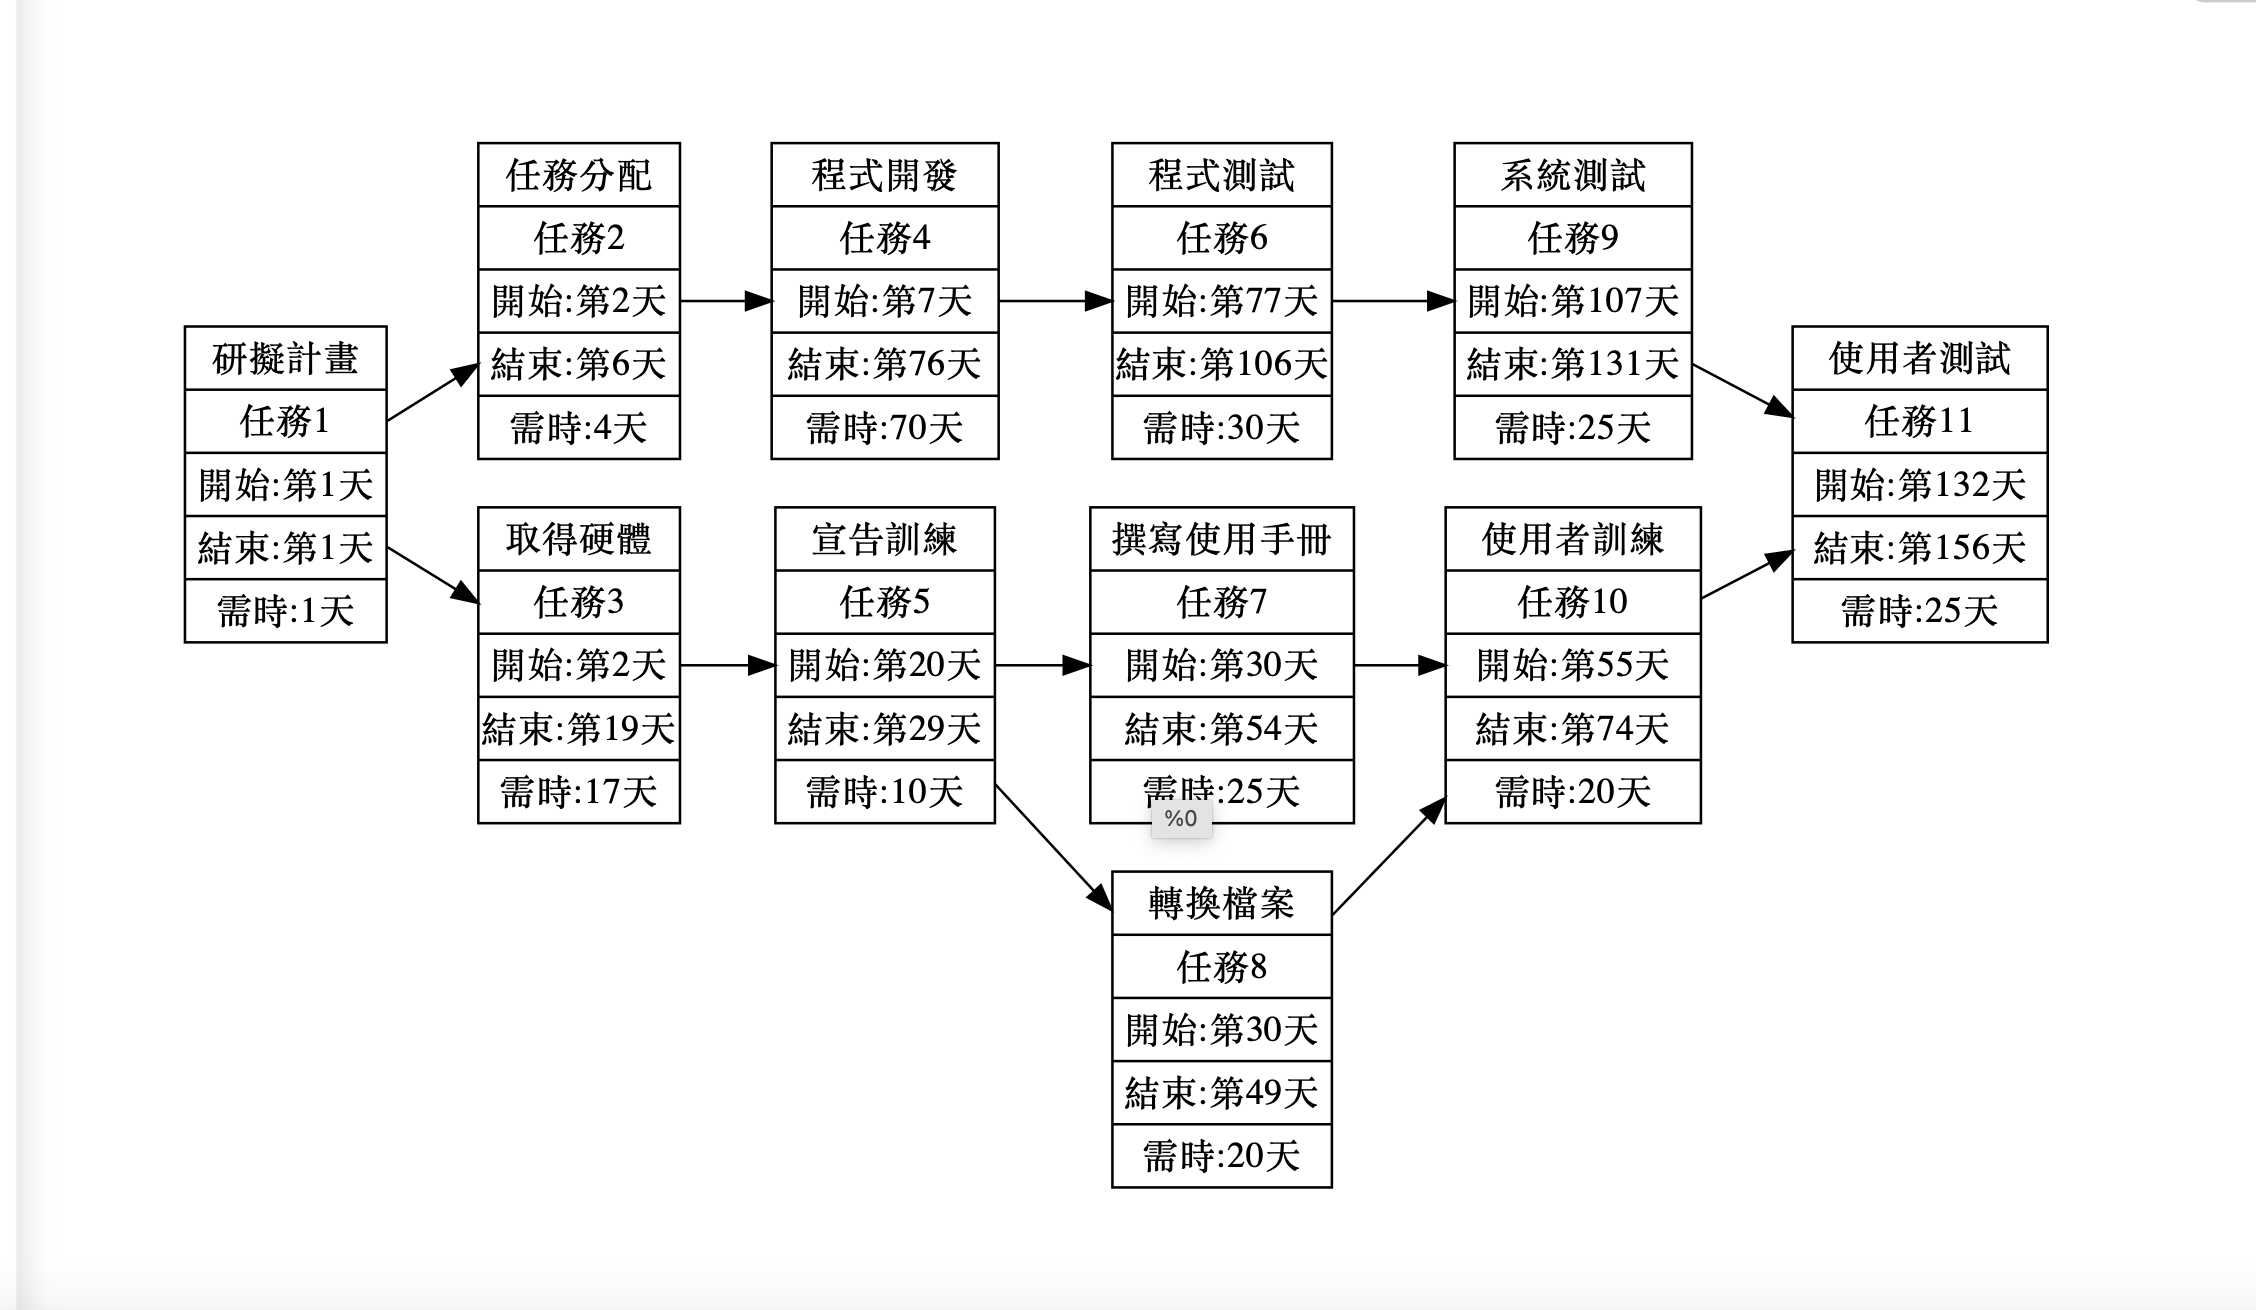 研擬計畫
任務1
開始:第1天
結束:第1天
需時:1天
任務分配
任務2
開始:第2天
結束:第6天
需時:4天
程式開發
任務4
開始:第7天
結束:第76天
需時:70天
程式測試
任務6
開始:第77天
結束:第106天
需時:30天
系統測試
任務9
開始:第107天
結束:第131天
需時:25天
取得硬體
任務3
開始:第2天
結束:第19天
需時:17天
宣告訓練
任務5
開始:第20天
結束:第29天
需時:10天
撰寫使用手冊
任務7
開始:第30天
結束:第54天
需時:25天
%0
轉換檔案
任務8
開始:第30天
結束:第49天
需時:20天
使用者訓練
任務10
開始:第55天
結束:第74天
需時:20天
使用者測試
任務11
開始:第132天
結束:第156天
需時:25天